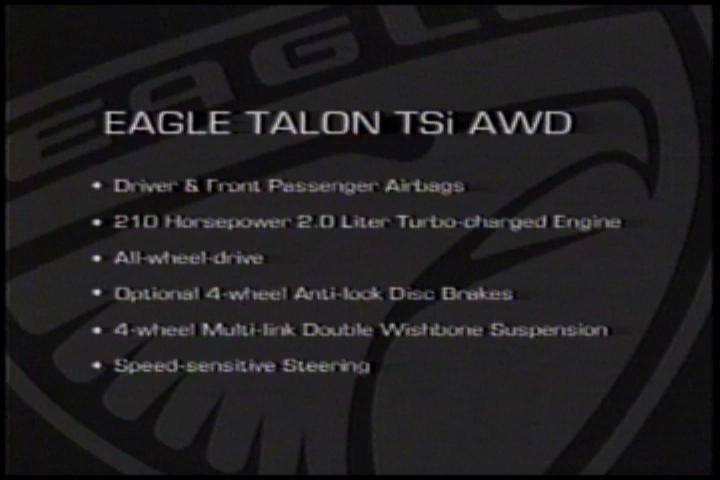 EAGLE
EAGLE TALON TSi AWD
• Driver & Front Passenger Airbags
• 210 Horsepower 2.0 Liter Turbo-charged Engine
• All-wheel-drive
• Optional 4-wheel Anti-lock Disc Brakes
• 4-wheel Multi-link Double Wishbone Suspension
• Speed-sensitive Steering